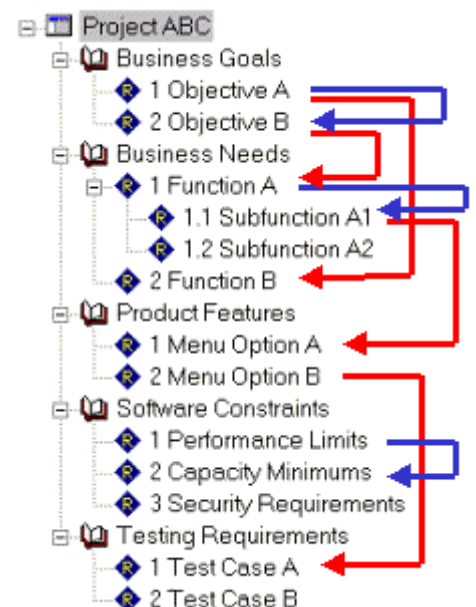 Project ABC
Business Goals
1 Objective A
2 Objective B
Business Needs
1 Function A
1.1 Subfunction A1
1.2 Subfunction A2
2 Function B
Product Features
1 Menu Option A
2 Menu Option B
Software Constraints
1 Performance Limits
2 Capacity Minimums
3 Security Requirements
Testing Requirements
1 Test Case A
2 Test Case B